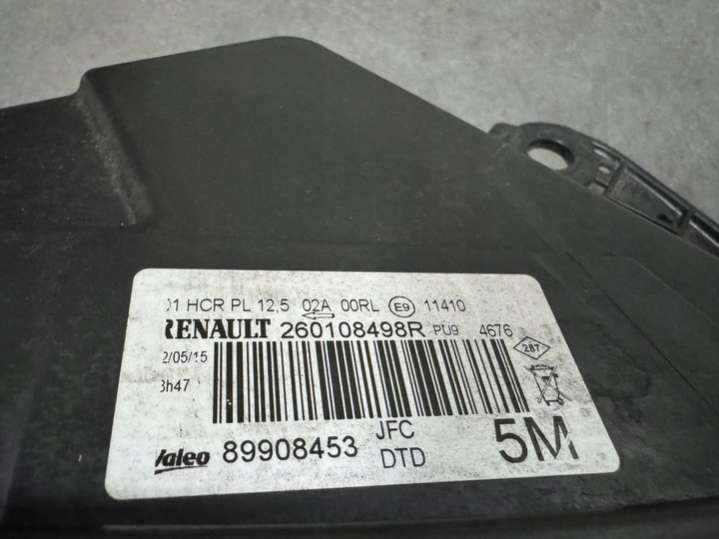 01 HCR PL 12,5 02A 00RL E9 11410
RENAULT 260108498R PU9 4676
2/05/15
3h47
287
Valeo 89908453 JFC
DTD
5M